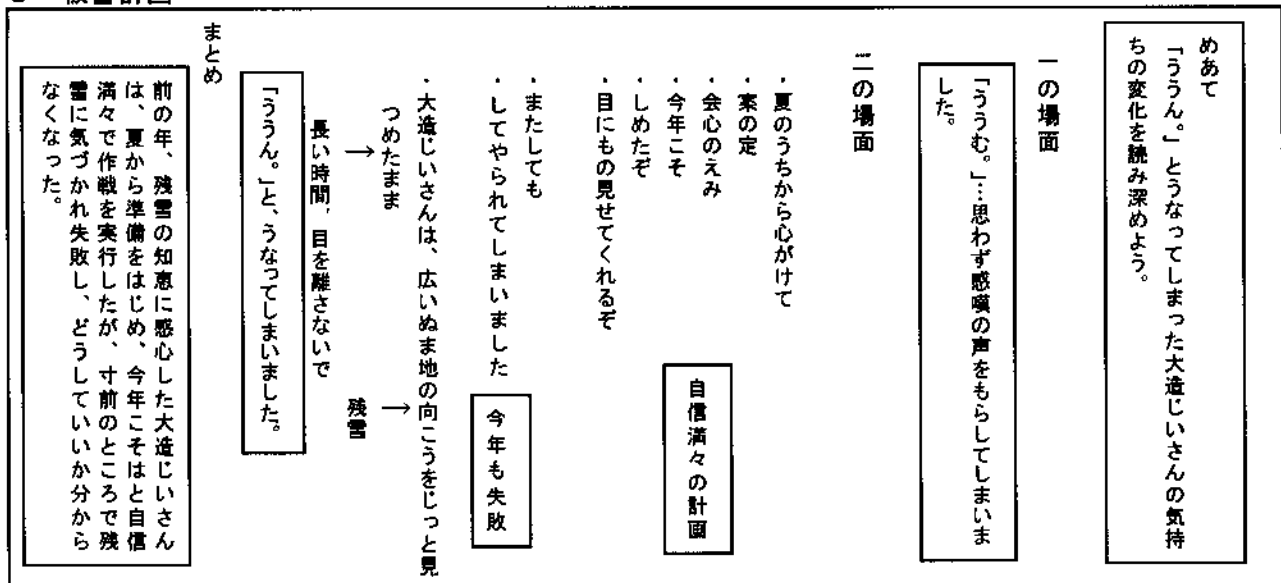 めあて
「ううん。」とうなってしまった大造じいさんの気持
ちの変化を読み深めよう。
一の場面
「ううむ。」…思わず感嘆の声をもらしてしまいま
した。
二の場面
・夏のうちから心がけて
・案の定
・会心のえみ
・今年こそ
・しめたぞ
・目にもの見せてくれるぞ
自信満々の計画
・またしても
・してやられてしまいました
今年も失敗
・大造じいさんは、広いぬま地の向こうをじっと見
つめたまま
→
→
残雪
長い時間、目を離さないで
「ううん。」と、うなってしまいました。
まとめ
前の年、残雪の知恵に感心した大造じいさん
は、夏から準備をはじめ、今年こそはと自信
満々で作戦を実行したが、寸前のところで残
雪に気づかれ失敗し、どうしていいか分から
なくなった。